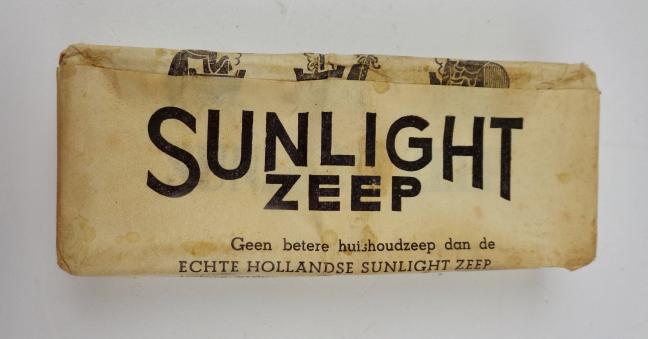 SUNLIGHT
ZEEP
Geen betere huishoudzeep dan de
ECHTE HOLLANDSE SUNLIGHT ZEEP